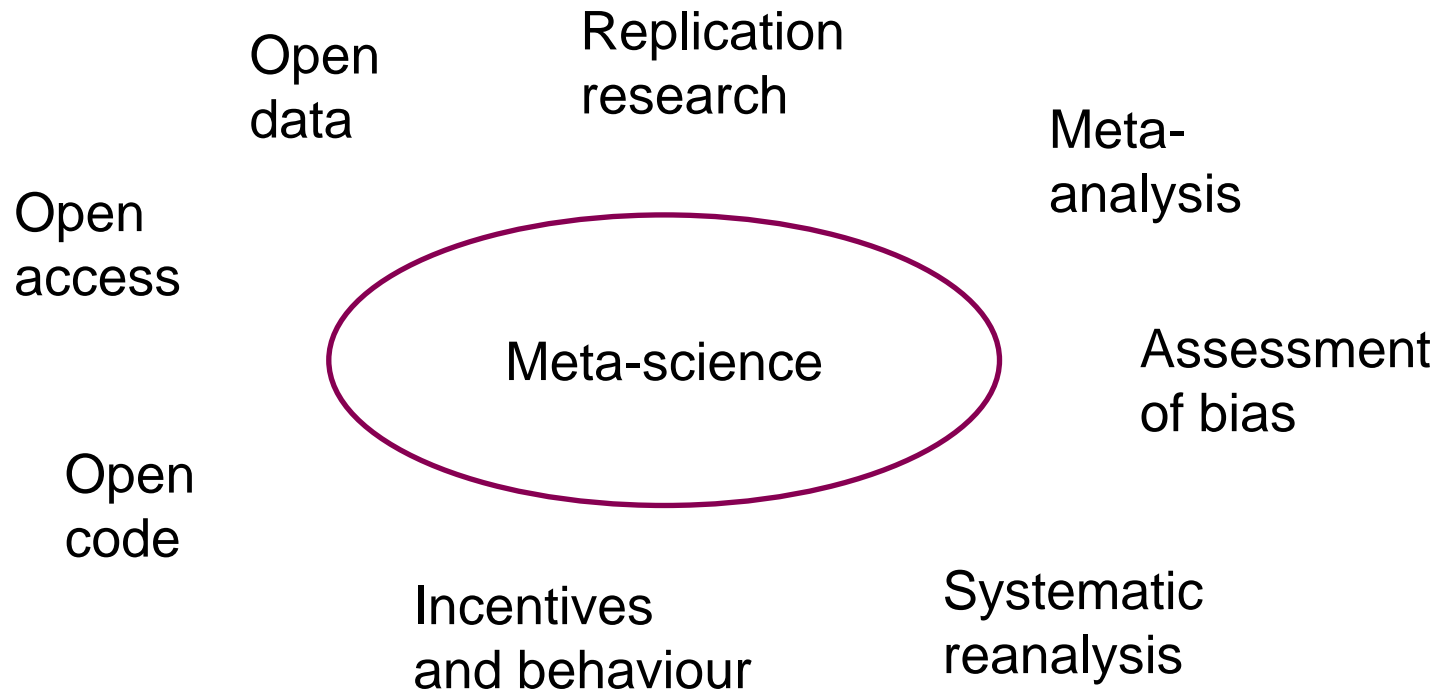 Replication
research
Open
data
Meta-
analysis
Open
access
Meta-science
Assessment
of bias
Open
code
Incentives
and behaviour
Systematic
reanalysis